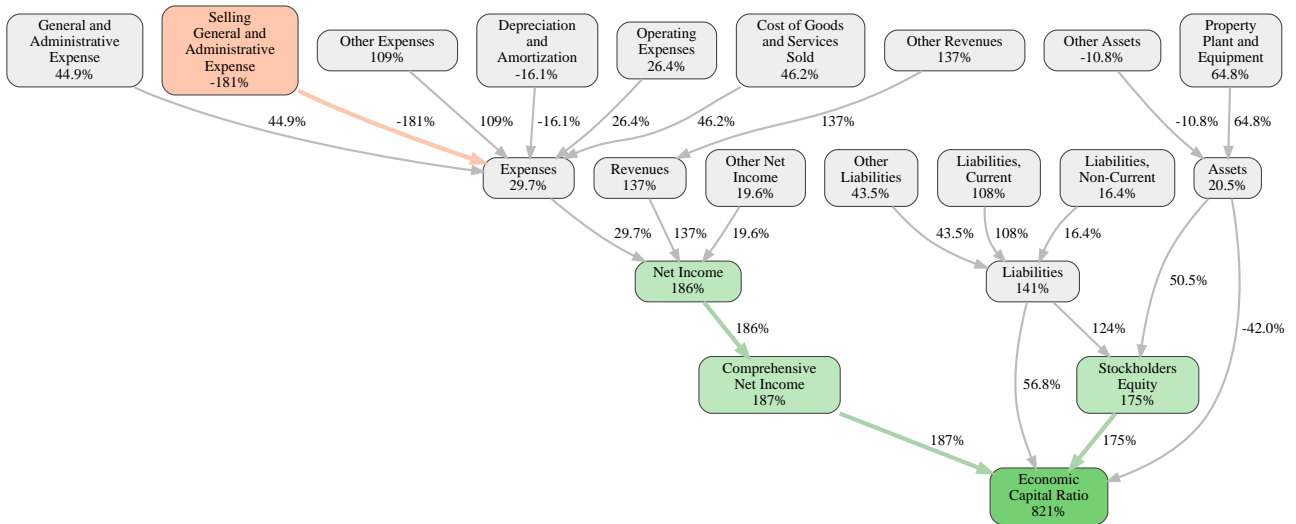 General and
Administrative
Expense
44.9%
Selling
General and
Administrative
Expense
-181%
Other Expenses
109%
Depreciation
and
Amortization
-16.1%
Operating
Expenses
26.4%
Cost of Goods
and Services
Sold
46.2%
Other Revenues
137%
Other Assets
-10.8%
Property
Plant and
Equipment
64.8%
44.9%
-181%
109%
-16.1%
26.4%
46.2%
137%
-10.8%
64.8%
Expenses
29.7%
Revenues
137%
Other Net
Income
19.6%
Other
Liabilities
43.5%
Liabilities,
Current
108%
Liabilities,
Non-Current
16.4%
Assets
20.5%
29.7%
137%
19.6%
43.5%
108%
16.4%
Net Income
186%
Liabilities
141%
50.5%
186%
124%
-42.0%
Comprehensive
Net Income
187%
56.8%
Stockholders
Equity
175%
187%
175%
Economic
Capital Ratio
821%